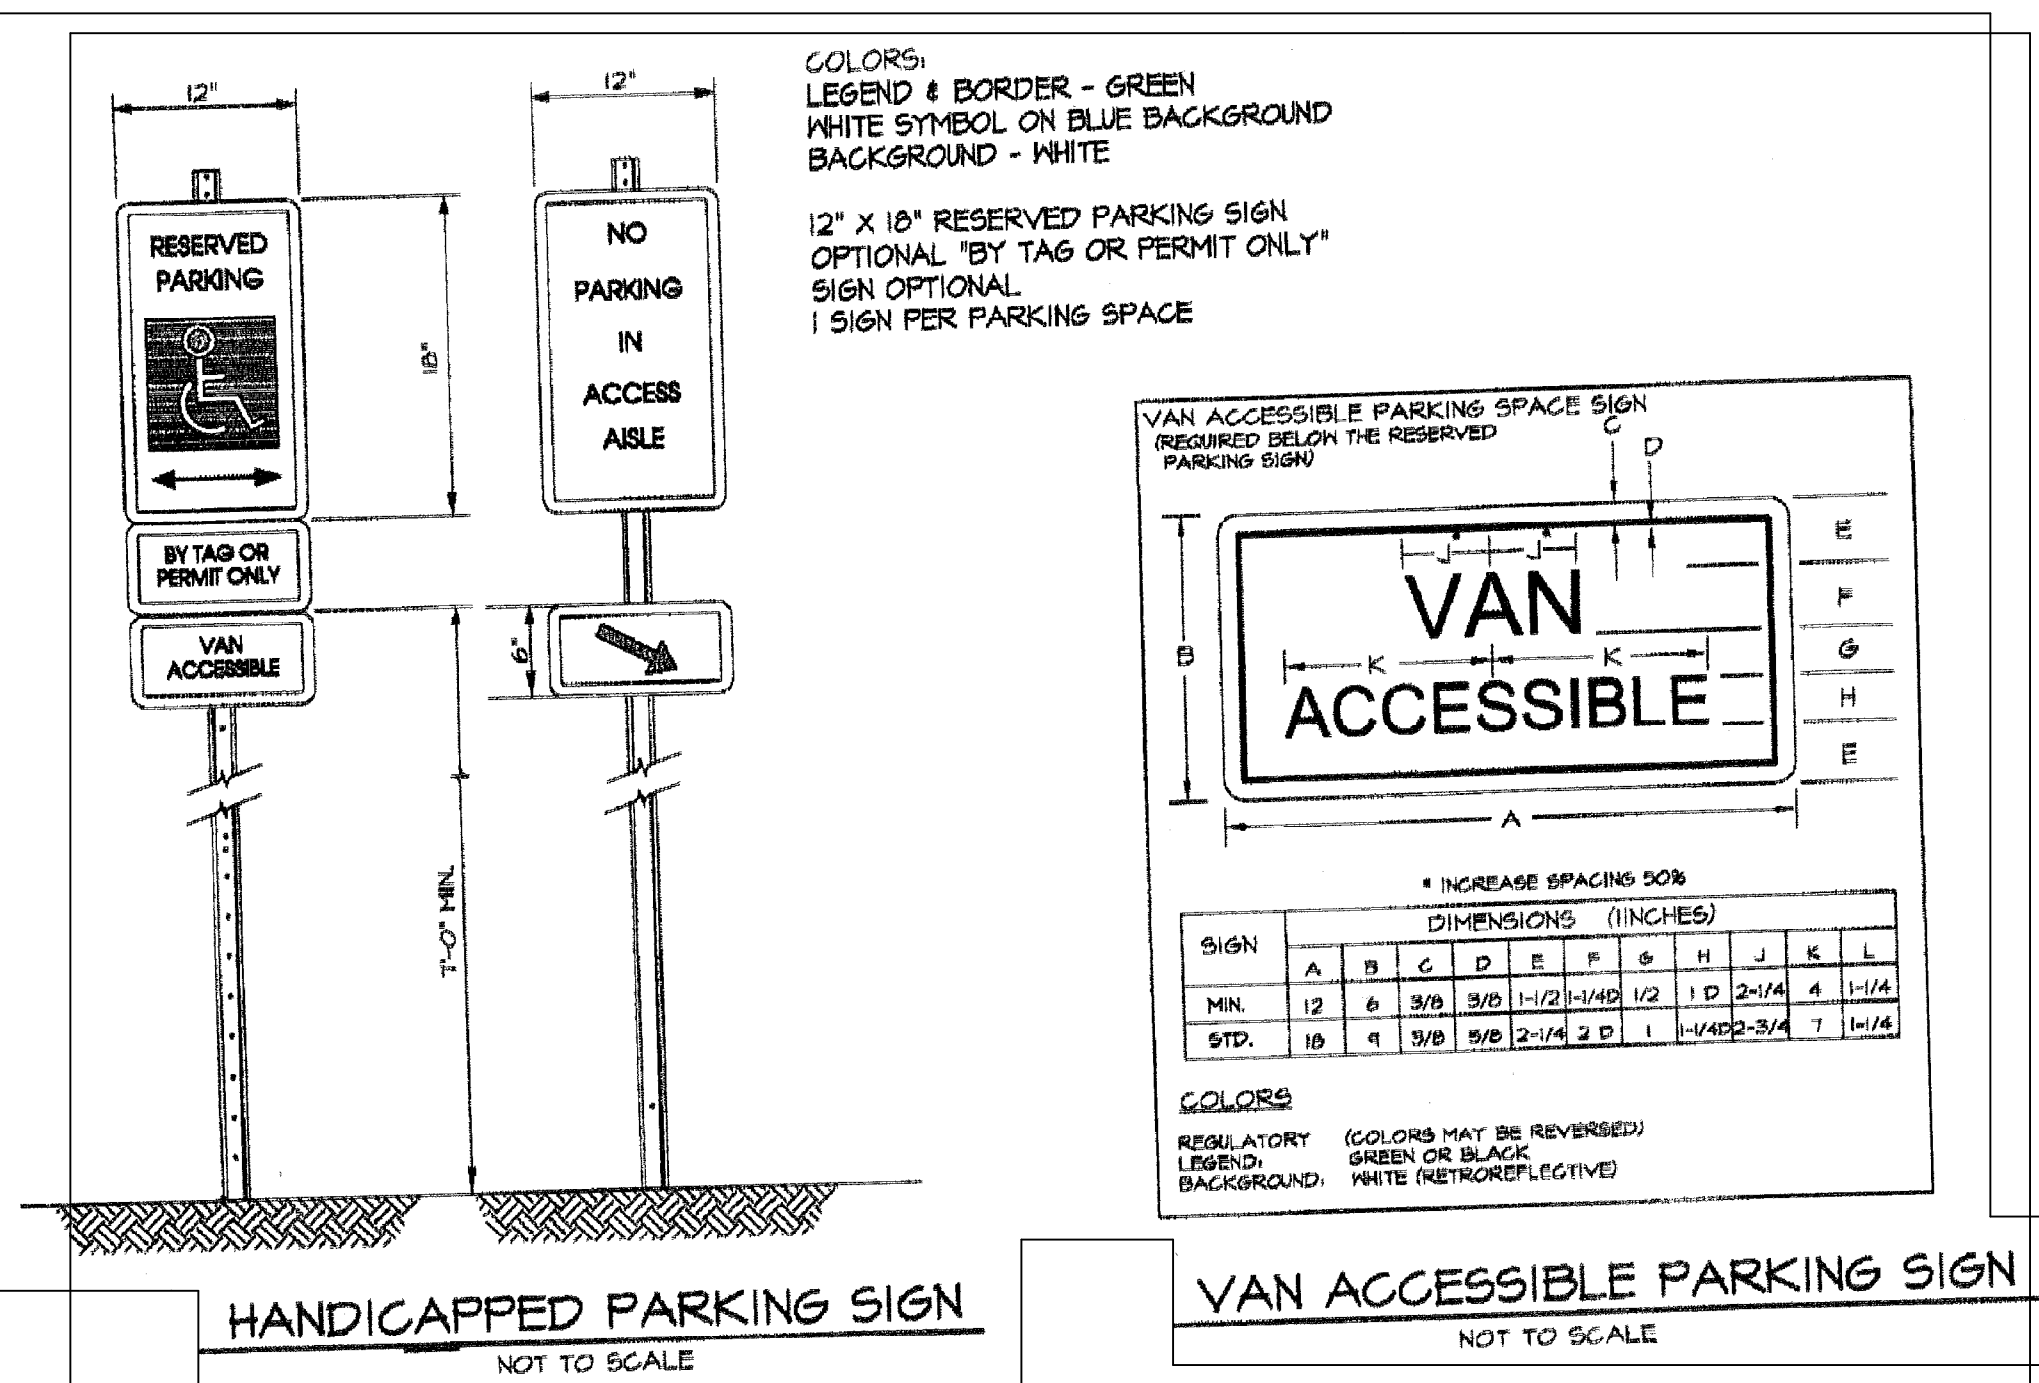 12"
12"
RESERVED
PARKING
18"
BY TAG OR
PERMIT ONLY
VAN
ACCESSIBLE
7'-0" MIN.
NO
PARKING
IN
ACCESS
AISLE
6"
COLORS:
LEGEND & BORDER - GREEN
WHITE SYMBOL ON BLUE BACKGROUND
BACKGROUND - WHITE
12" X 18" RESERVED PARKING SIGN
OPTIONAL "BY TAG OR PERMIT ONLY"
SIGN OPTIONAL
1 SIGN PER PARKING SPACE
HANDICAPPED PARKING SIGN
NOT TO SCALE
VAN ACCESSIBLE PARKING SPACE SIGN
(REQUIRED BELOW THE RESERVED
PARKING SIGN)
C
D
E
* J * J
VAN
F
B
G
K K
ACCESSIBLE
H
E
A
* INCREASE SPACING 50%
SIGN DIMENSIONS (IINCHES)
A B C D E F G H J K L
MIN. 12 6 3/8 3/8 1-1/2 1-1/4D 1/2 1 D 2-1/4 4 1-1/4
STD. 18 9 3/8 5/8 2-1/4 2 D 1 1-1/4D 2-3/4 7 1-1/4
COLORS
REGULATORY (COLORS MAY BE REVERSED)
LEGEND: GREEN OR BLACK
BACKGROUND: WHITE (RETROREFLECTIVE)
VAN ACCESSIBLE PARKING SIGN
NOT TO SCALE